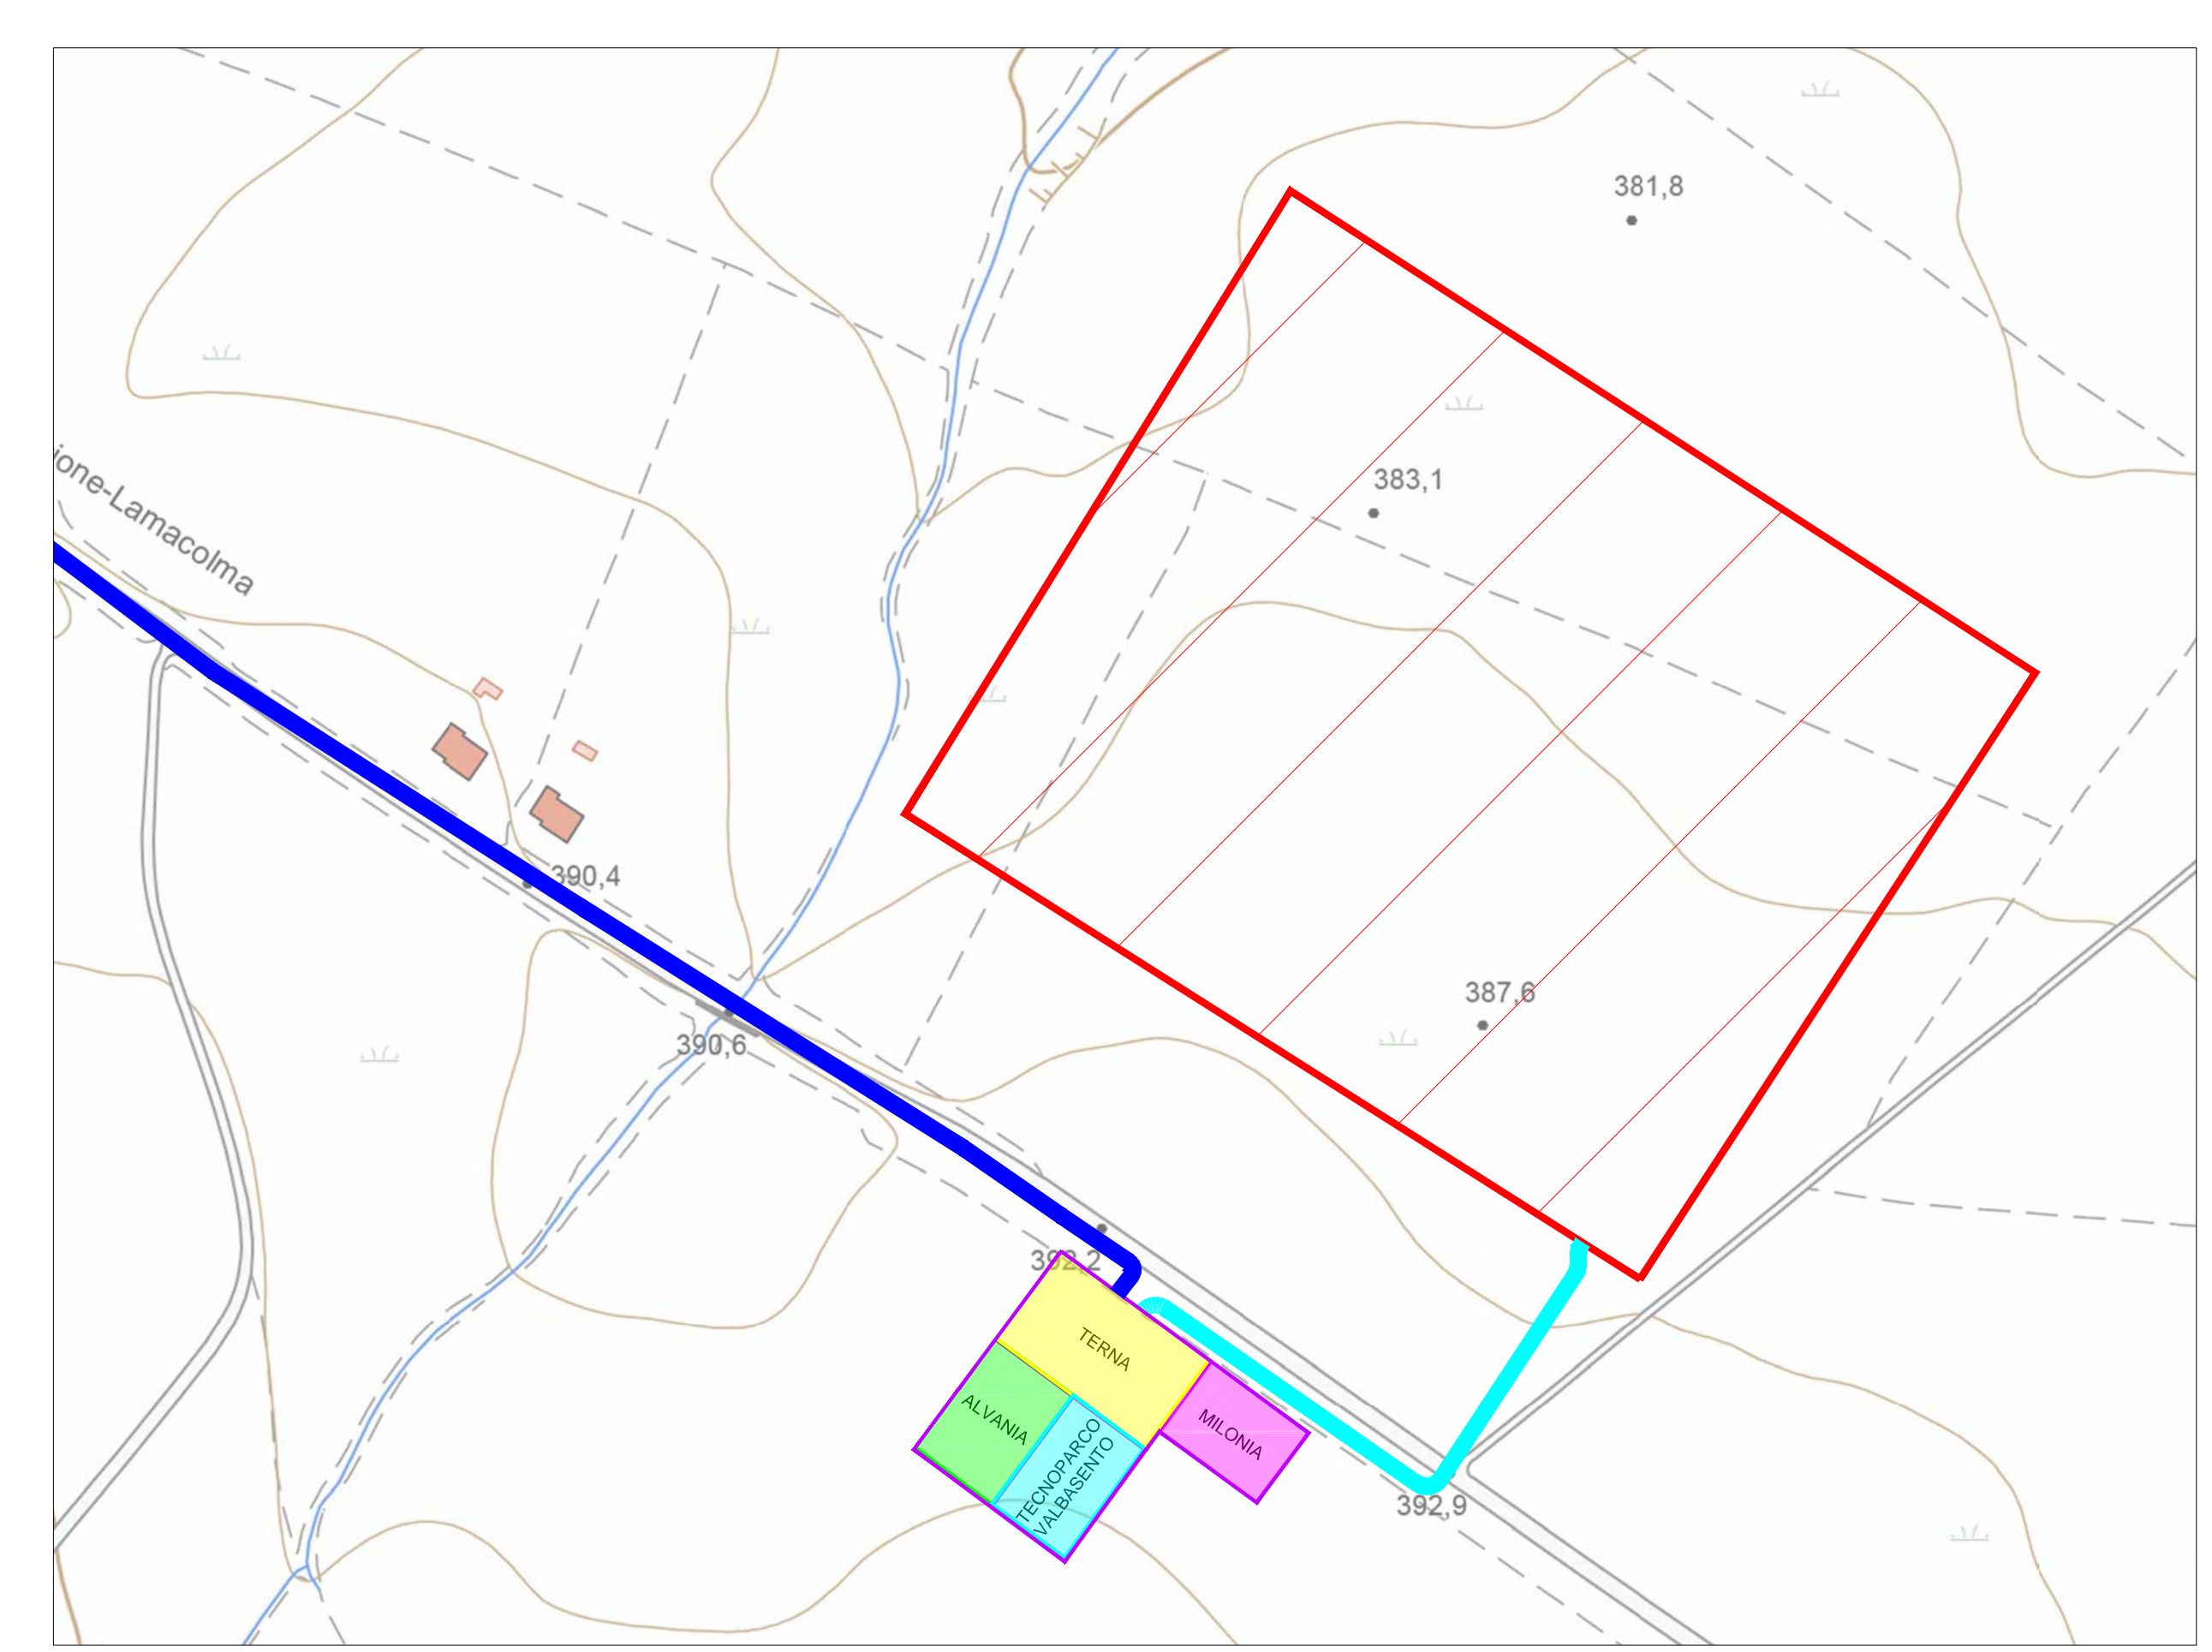 381,8
383,1
ione-Lamacolma
390,4
387,6
390,6
392,2
TERNA
ALVANIA
TECNOPARCO
VALBASENTO
MILONIA
392,9